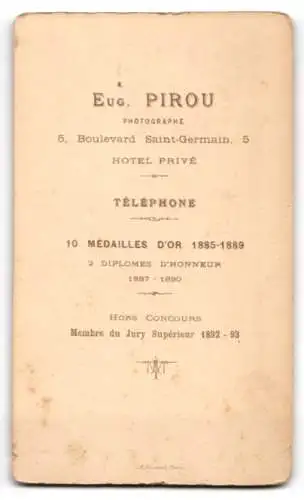 EUG. PIROU
PHOTOGRAPHE
5, Boulevard Saint-Germain, 5
HOTEL PRIVÉ
TÉLÉPHONE
10 MÉDAILLES D'OR 1885-1889
2 DIPLOMES D'HONNEUR
1887 - 1890
HORS CONCOURS
Membre du Jury Supérieur 1892 - 93